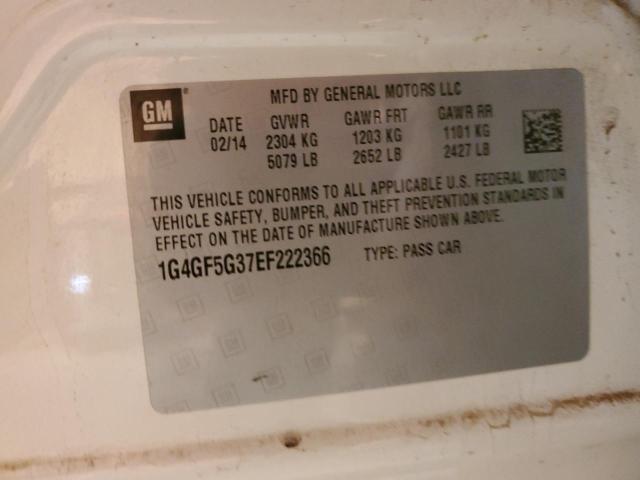 GM
MFD BY GENERAL MOTORS LLC
DATE GVWR GAWR FRT GAWR RR
02/14 2304 KG 1203 KG 1101 KG
5079 LB 2652 LB 2427 LB
THIS VEHICLE CONFORMS TO ALL APPLICABLE U.S. FEDERAL MOTOR
VEHICLE SAFETY, BUMPER, AND THEFT PREVENTION STANDARDS IN
EFFECT ON THE DATE OF MANUFACTURE SHOWN ABOVE.
1G4GF5G37EF222366 TYPE: PASS CAR